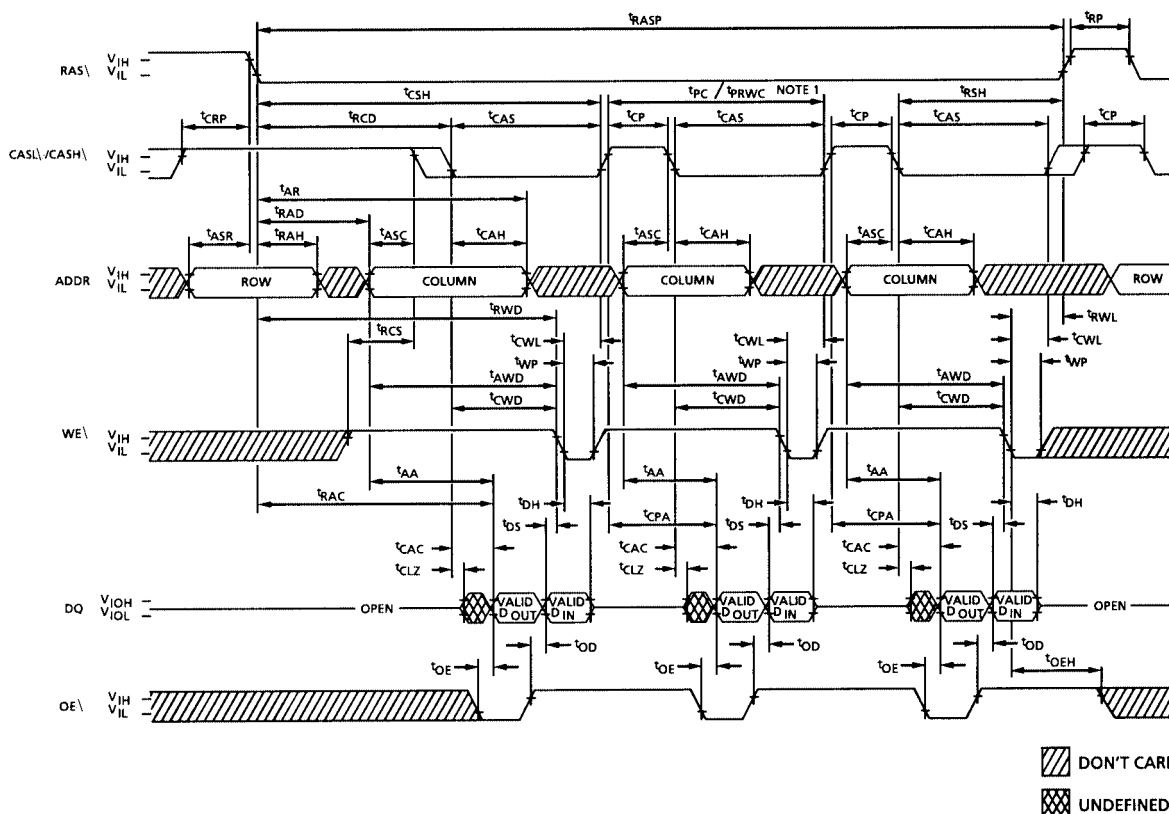 tRASP tRP
RAS\ VIH
VIL
tCSH tPC / tPRWC NOTE 1 tRSH
tCRP tRCD tCAS tCP tCAS tCP tCAS tCP
CASL\/CASH\ VIH
VIL
tAR
tRAD
tASR tRAH tASC tCAH tASC tCAH tASC tCAH
ADDR VIH
VIL
ROW COLUMN COLUMN COLUMN ROW
tRWD tRWL
tRCS tCWL tCWL tCWL
tWP tWP tWP
tAWD tAWD tAWD
tCWD tCWD tCWD
WE\ VIH
VIL
tAA tAA tAA
tRAC tDH tDH tDH
tDS tCPA tDS tCPA tDS
tCAC tCAC tCAC
tCLZ tCLZ tCLZ
DQ VIOH
VIOL
OPEN VALID DOUT VALID DIN VALID DOUT VALID DIN VALID DOUT VALID DIN OPEN
tOD tOD tOD
tOE tOE tOE tOEH
OE\ VIH
VIL
DON'T CARE
UNDEFINED